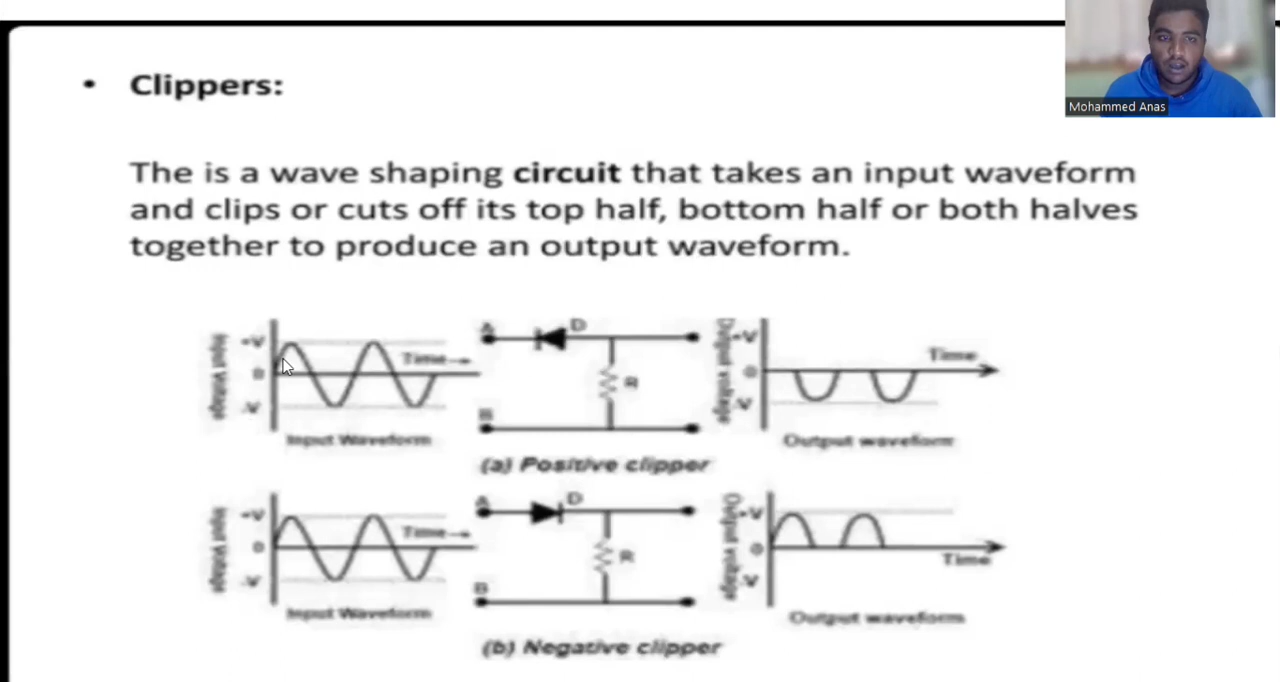 Mohammed Anas
• Clippers:
The is a wave shaping circuit that takes an input waveform
and clips or cuts off its top half, bottom half or both halves
together to produce an output waveform.
Input Voltage
+V
0
-V
Time
Input Waveform
A
D
R
B
Output voltage
+V
0
-V
Time
Output waveform
(a) Positive clipper
Input Voltage
+V
0
-V
Time
Input Waveform
A
D
R
B
Output voltage
+V
0
-V
Time
Output waveform
(b) Negative clipper